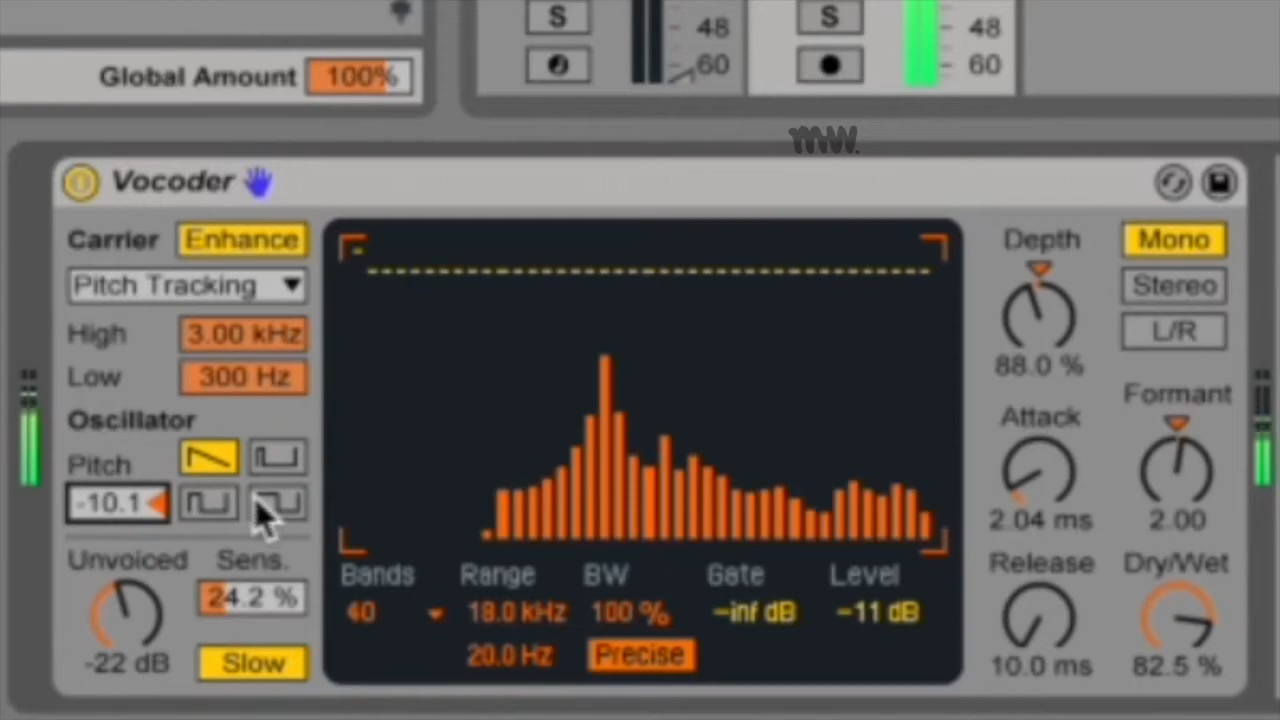 S
48
S
48
Global Amount 100%
60
60
mw.
Vocoder
Carrier Enhance
Pitch Tracking
High 3.00 kHz
Low 300 Hz
Oscillator
Pitch
-10.1
Unvoiced Sens.
24.2 %
-22 dB Slow
Bands Range BW Gate Level
40 18.0 kHz 100 % -inf dB -11 dB
20.0 Hz Precise
Depth Mono
Stereo
88.0 % L/R
Attack Formant
2.04 ms 2.00
Release Dry/Wet
10.0 ms 82.5 %